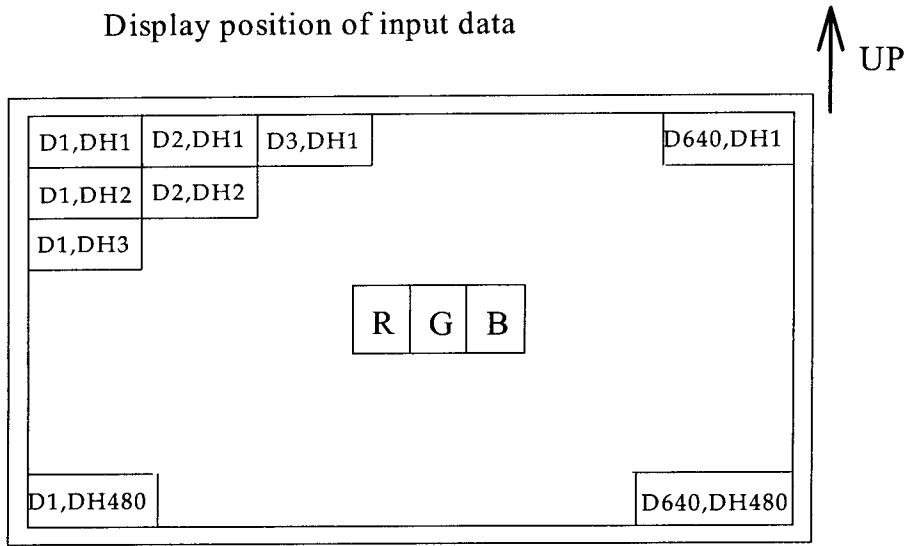 Display position of input data
UP
D1,DH1 D2,DH1 D3,DH1 D640,DH1
D1,DH2 D2,DH2
D1,DH3
R G B
D1,DH480 D640,DH480